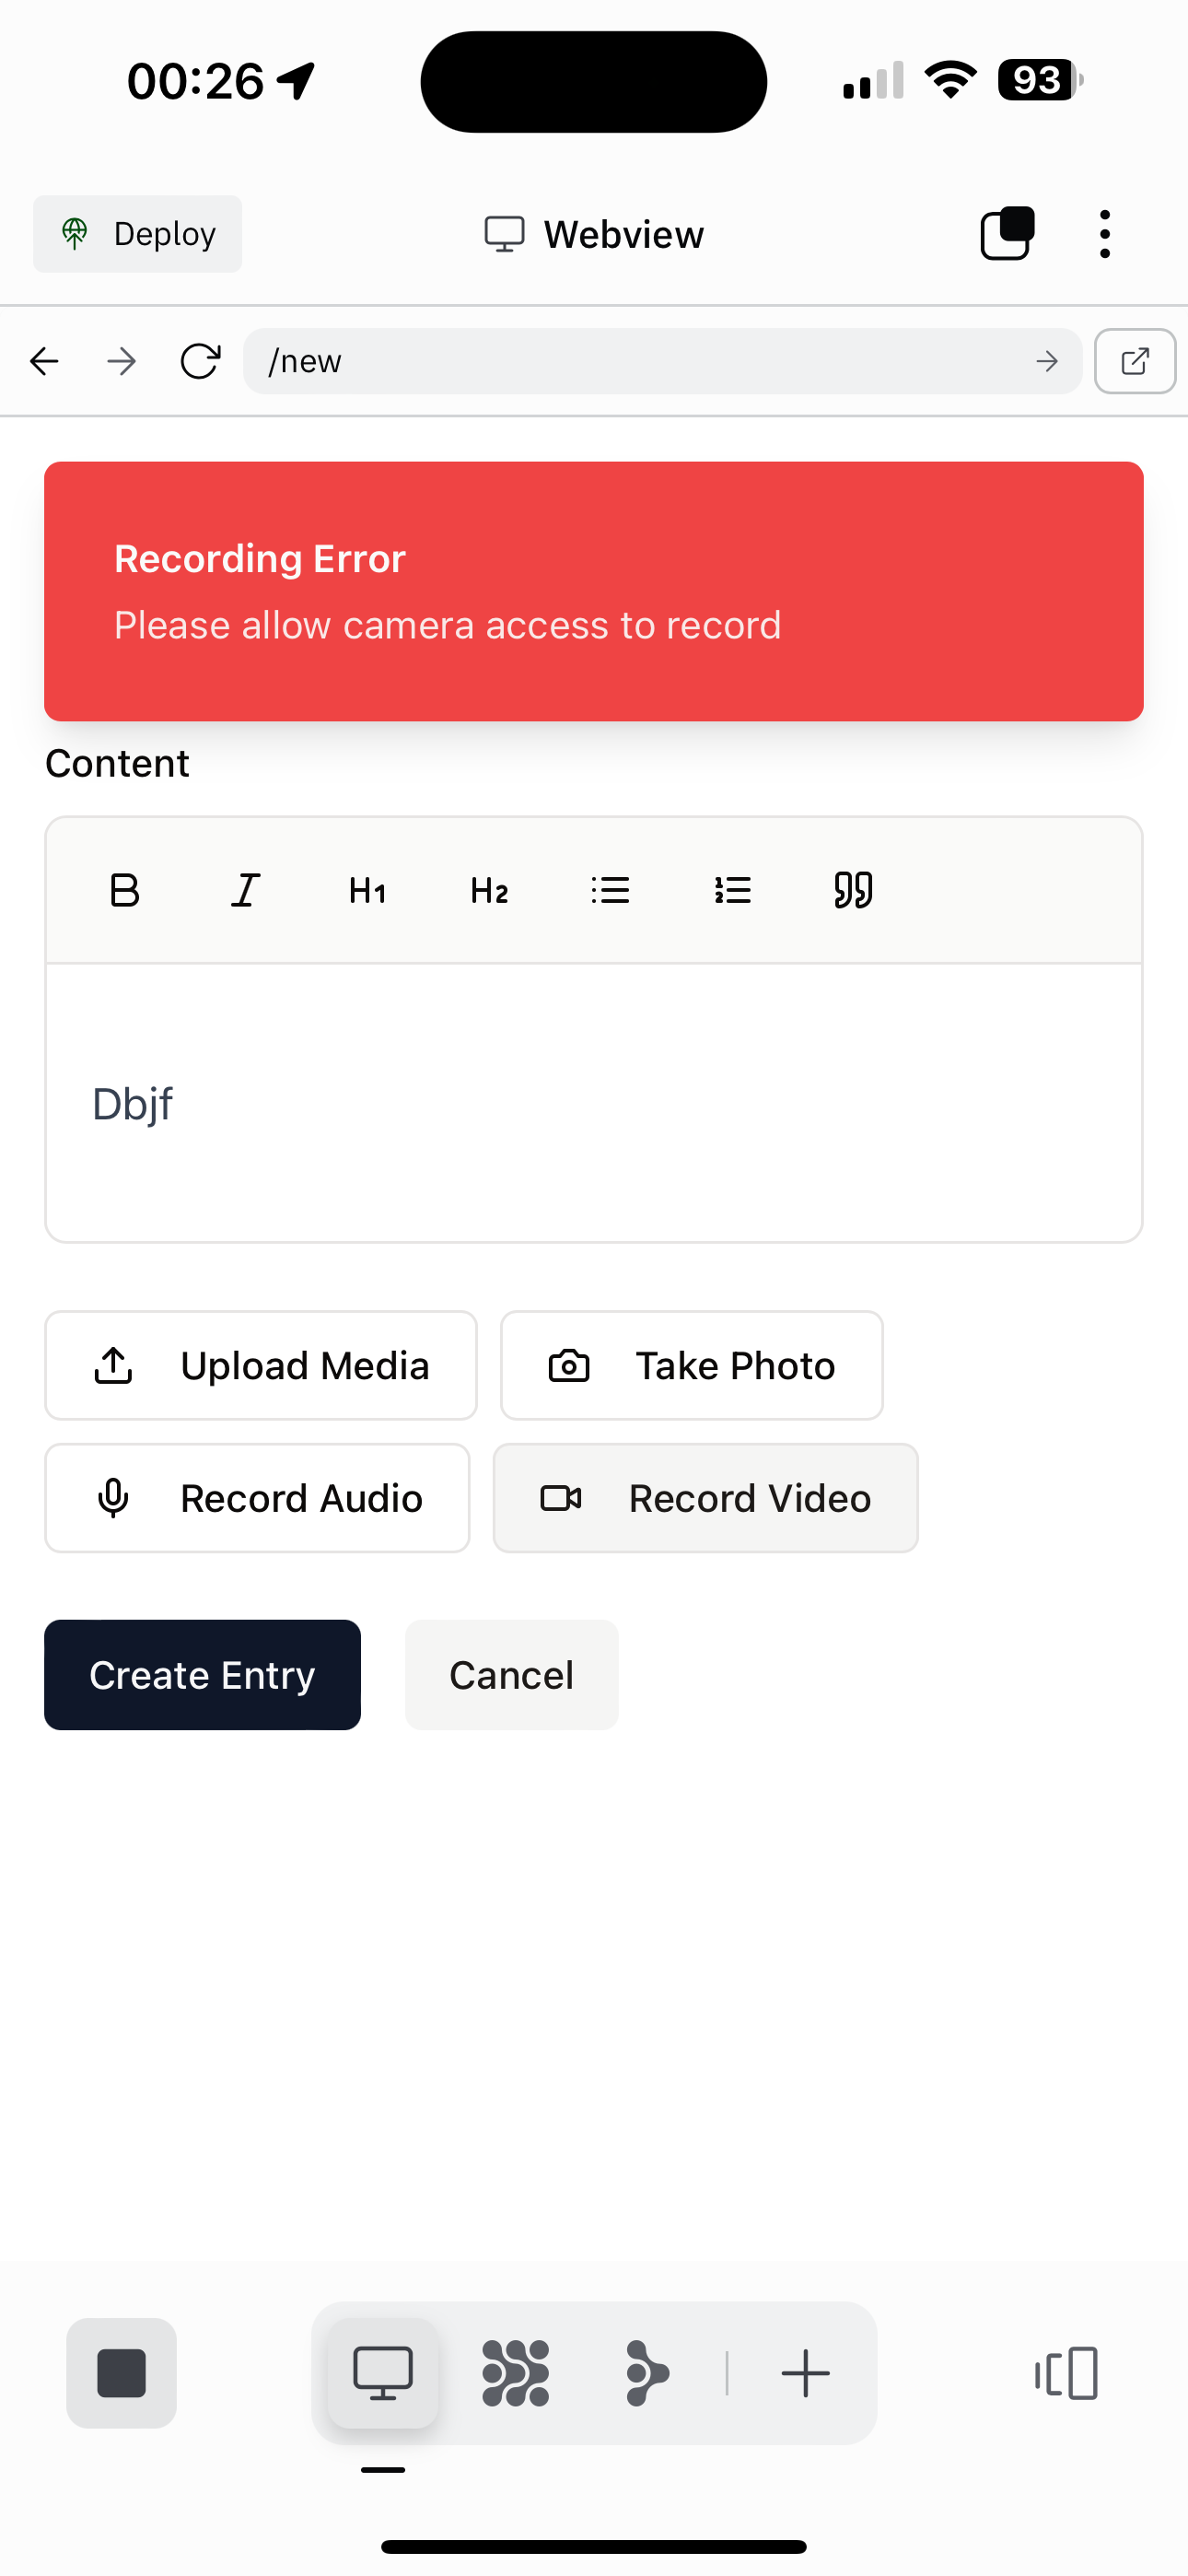 00:26
93
Deploy
Webview
/new
Recording Error
Please allow camera access to record
Content
B I H1 H2
Dbjf
Upload Media
Take Photo
Record Audio
Record Video
Create Entry
Cancel